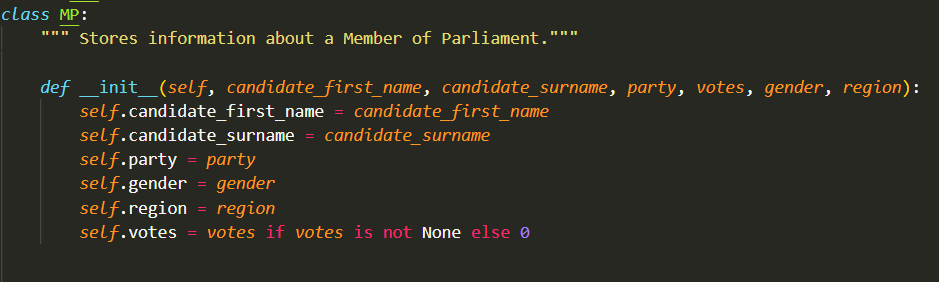 class MP:
    """ Stores information about a Member of Parliament."""
    def __init__(self, candidate_first_name, candidate_surname, party, votes, gender, region):
        self.candidate_first_name = candidate_first_name
        self.candidate_surname = candidate_surname
        self.party = party
        self.gender = gender
        self.region = region
        self.votes = votes if votes is not None else 0